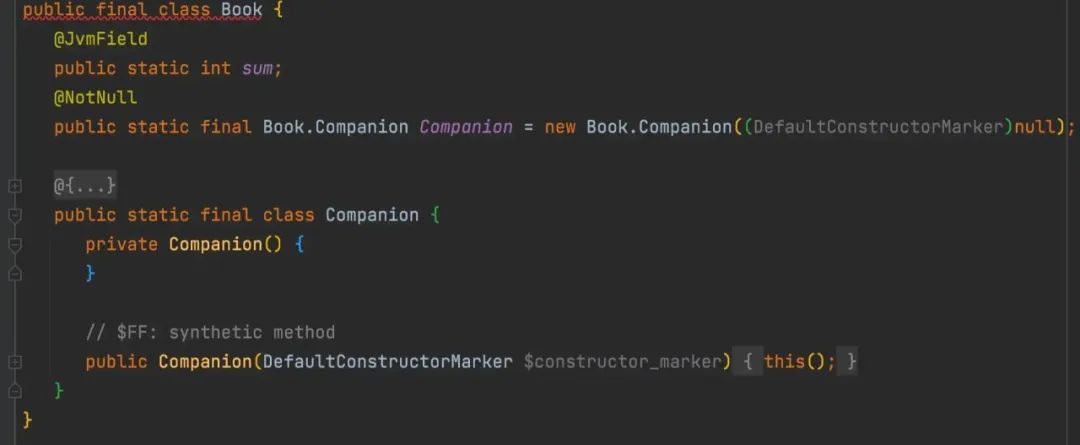 public final class Book {
@JvmField
public static int sum;
@NotNull
public static final Book.Companion Companion = new Book.Companion((DefaultConstructorMarker)null);
@{...}
public static final class Companion {
private Companion() {
}
// $FF: synthetic method
public Companion(DefaultConstructorMarker $constructor_marker) { this(); }
}
}